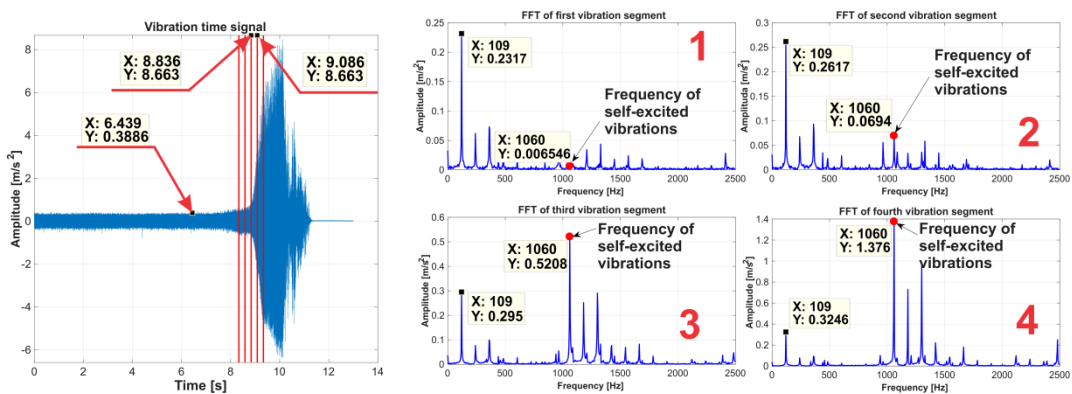 Vibration time signal
Amplitude [m/s²]
8
6
4
2
0
-2
-4
-6
X: 8.836
Y: 8.663
X: 9.086
Y: 8.663
X: 6.439
Y: 0.3886
0 2 4 6 8 10 12 14
Time [s]
FFT of first vibration segment
Amplitude [m/s²]
0.25
0.2
0.15
0.1
0.05
0
X: 109
Y: 0.2317
1
Frequency of
self-excited
vibrations
X: 1060
Y: 0.006546
0 500 1000 1500 2000 2500
Frequency [Hz]
FFT of second vibration segment
Amplituda [m/s²]
0.3
0.25
0.2
0.15
0.1
0.05
0
X: 109
Y: 0.2617
2
Frequency of
self-excited
vibrations
X: 1060
Y: 0.0694
0 500 1000 1500 2000 2500
Frequency [Hz]
FFT of third vibration segment
Amplitude [m/s²]
0.6
0.5
0.4
0.3
0.2
0.1
0
Frequency of
self-excited
vibrations
X: 1060
Y: 0.5208
X: 109
Y: 0.295
3
0 500 1000 1500 2000 2500
Frequency [Hz]
FFT of fourth vibration segment
Amplitude [m/s²]
1.4
1.2
1
0.8
0.6
0.4
0.2
0
Frequency of
self-excited
vibrations
X: 1060
Y: 1.376
X: 109
Y: 0.3246
4
0 500 1000 1500 2000 2500
Frequency [Hz]